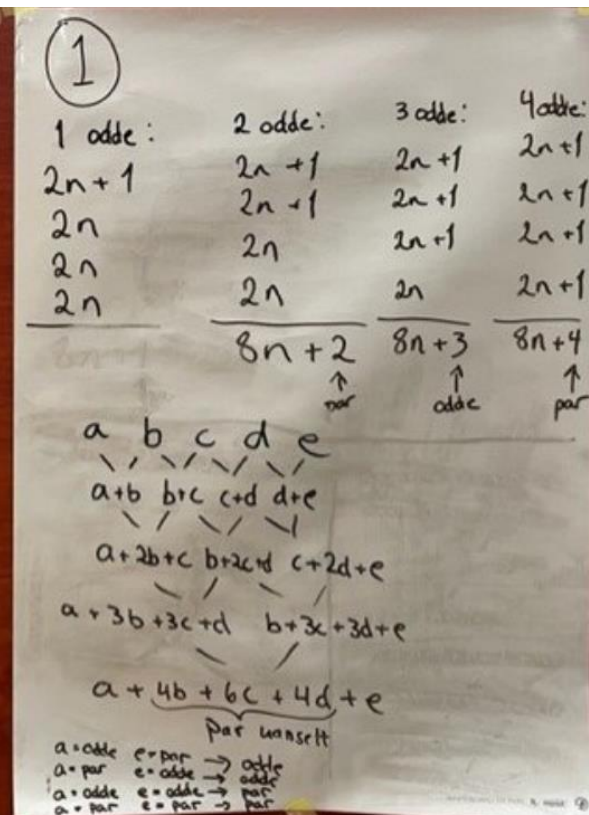 1
1 odde:
2n + 1
2n
2n
2n
2 odde:
2n +1
2n +1
2n
2n
8n + 2
↑
par
3 odde:
2n +1
2n +1
2n +1
2n
8n + 3
↑
odde
4 odde:
2n +1
2n +1
2n +1
2n +1
8n + 4
↑
par
a b c d e
a+b b+c c+d d+e
a+2b+c b+2c+d c+2d+e
a+3b+3c+d b+3c+3d+e
a + 4b + 6c + 4d + e
par uansett
a = odde e = par → odde
a = par e = odde → odde
a = odde e = odde → par
a = par e = par → par